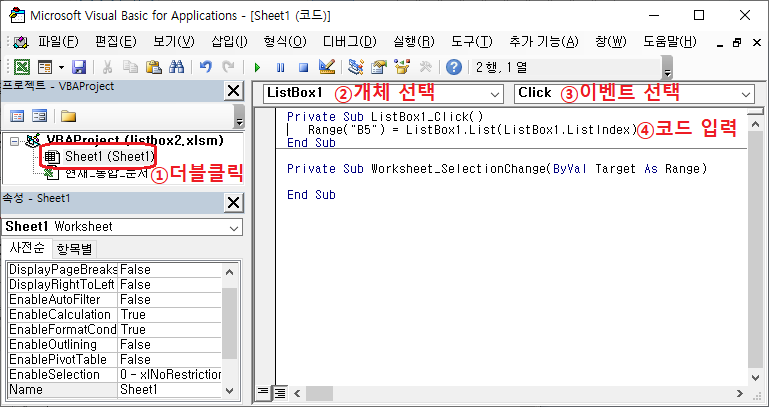 Microsoft Visual Basic for Applications - [Sheet1 (코드)]
파일(F) 편집(E) 보기(V) 삽입(I) 형식(O) 디버그(D) 실행(R) 도구(T) 추가 기능(A) 창(W) 도움말(H)
2행, 1열
프로젝트 - VBAProject
VBAProject (listbox2.xlsm)
Sheet1 (Sheet1)
①더블클릭
현재_통합_문서
속성 - Sheet1
Sheet1 Worksheet
사전순 항목별
DisplayPageBreaks False
DisplayRightToLeft False
EnableAutoFilter False
EnableCalculation True
EnableFormatCond True
EnableOutlining False
EnablePivotTable False
EnableSelection 0 - xlNoRestriction
Name Sheet1
ListBox1 ②개체 선택
Click ③이벤트 선택
Private Sub ListBox1_Click()
Range("B5") = ListBox1.List(ListBox1.ListIndex) ④코드 입력
End Sub
Private Sub Worksheet_SelectionChange(ByVal Target As Range)
End Sub